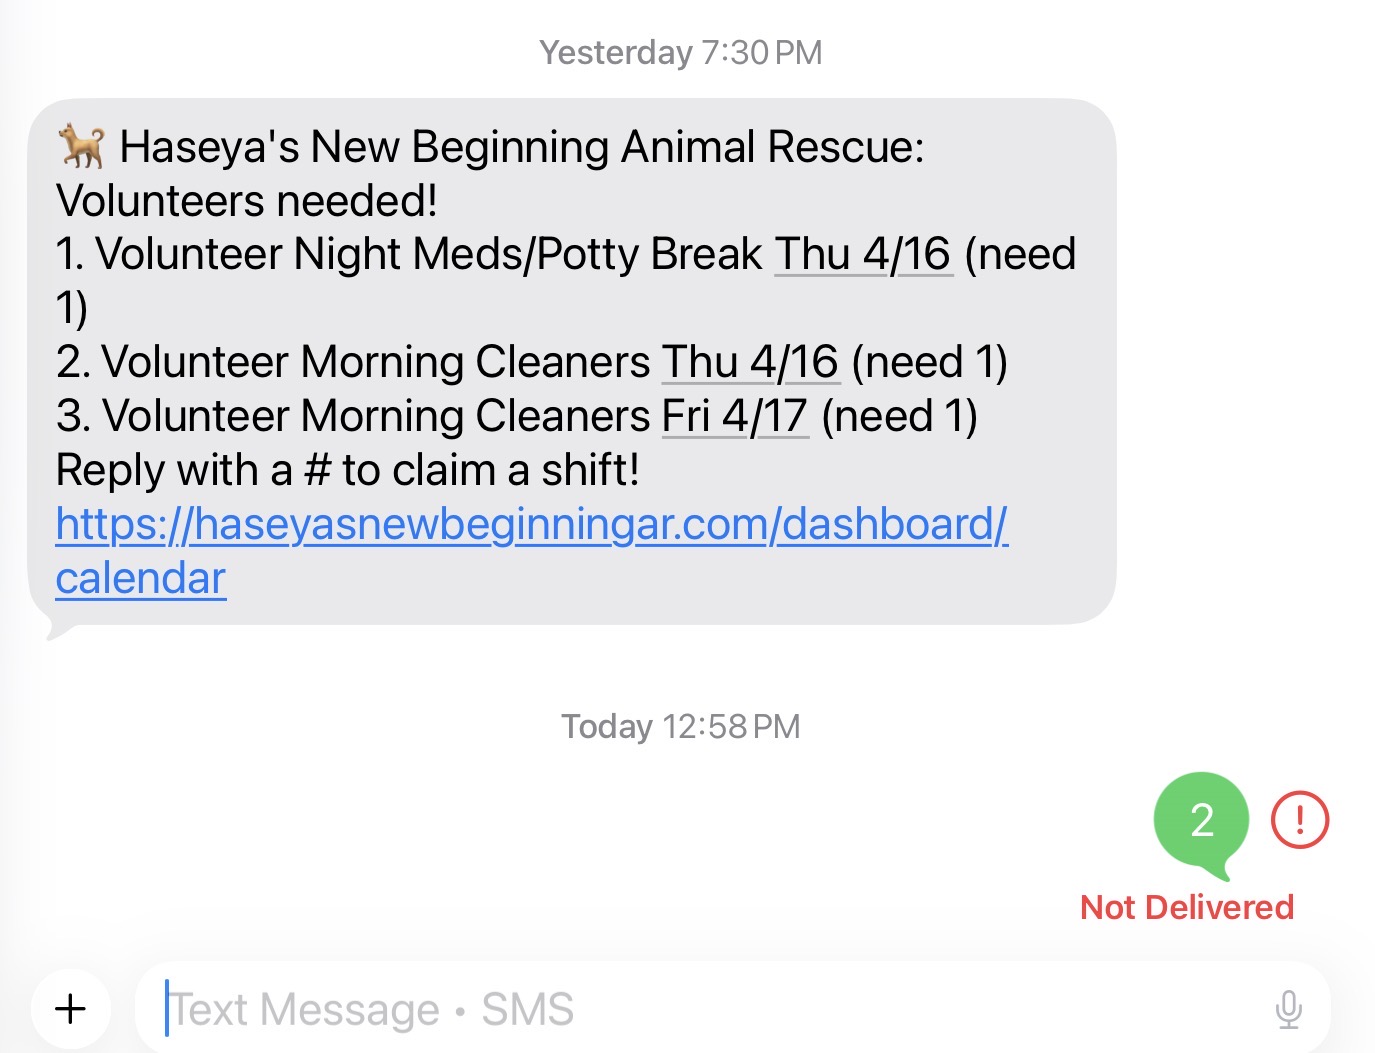 Yesterday 7:30 PM
🐕 Haseya's New Beginning Animal Rescue:
Volunteers needed!
1. Volunteer Night Meds/Potty Break Thu 4/16 (need
1)
2. Volunteer Morning Cleaners Thu 4/16 (need 1)
3. Volunteer Morning Cleaners Fri 4/17 (need 1)
Reply with a # to claim a shift!
https://haseyasnewbeginningar.com/dashboard/
calendar
Today 12:58 PM
2
Not Delivered
Text Message • SMS